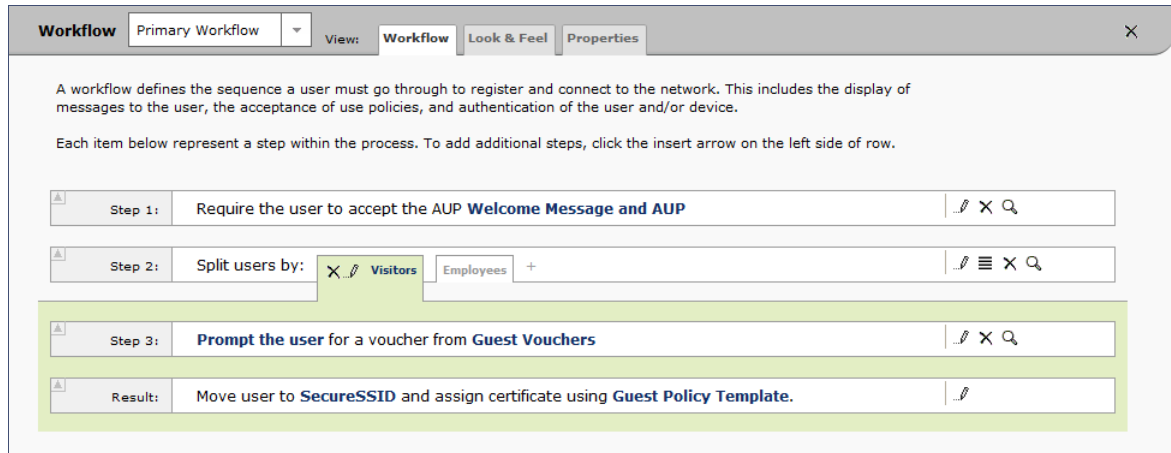 Workflow Primary Workflow View: Workflow Look & Feel Properties
A workflow defines the sequence a user must go through to register and connect to the network. This includes the display of
messages to the user, the acceptance of use policies, and authentication of the user and/or device.
Each item below represent a step within the process. To add additional steps, click the insert arrow on the left side of row.
Step 1: Require the user to accept the AUP Welcome Message and AUP
Step 2: Split users by: Visitors Employees +
Step 3: Prompt the user for a voucher from Guest Vouchers
Result: Move user to SecureSSID and assign certificate using Guest Policy Template.